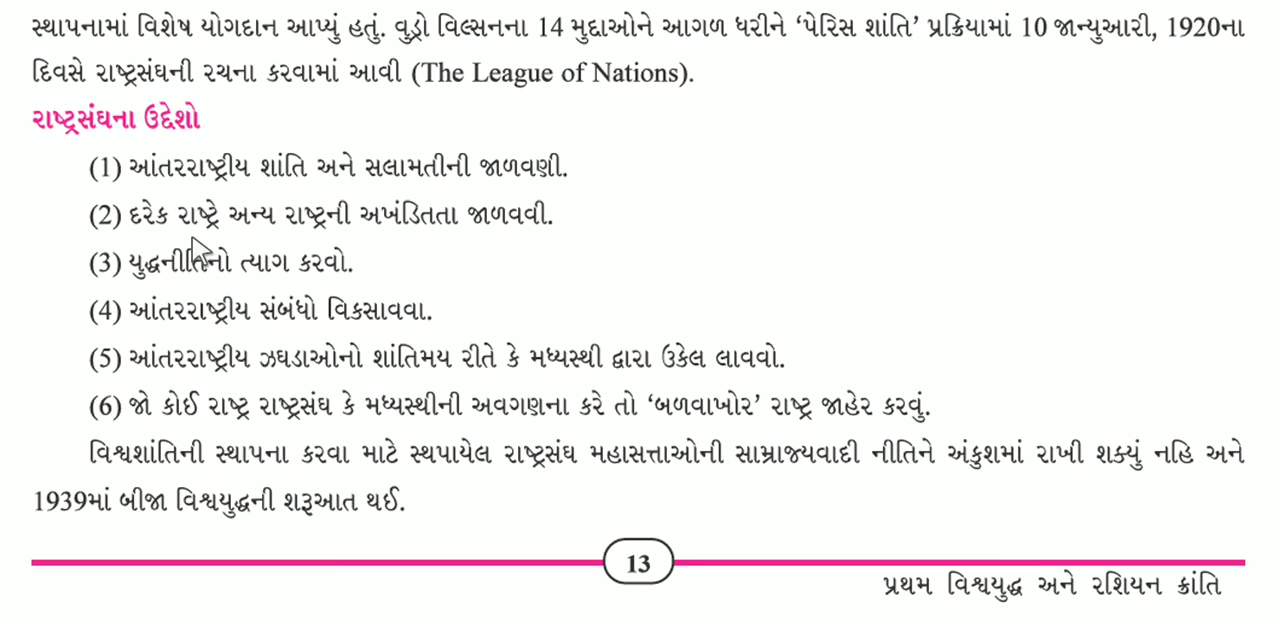 સ્થાપનામાં વિશેષ યોગદાન આપ્યું હતું. વુડ્રો વિલ્સનના 14 મુદ્દાઓને આગળ ધરીને ‘પેરિસ શાંતિ’ પ્રક્રિયામાં 10 જાન્યુઆરી, 1920ના
દિવસે રાષ્ટ્રસંઘની રચના કરવામાં આવી (The League of Nations).
રાષ્ટ્રસંઘના ઉદ્દેશો
(1) આંતરરાષ્ટ્રીય શાંતિ અને સલામતીની જાળવણી.
(2) દરેક રાષ્ટ્રે અન્ય રાષ્ટ્રની અખંડિતતા જાળવવી.
(3) યુદ્ધનીતિનો ત્યાગ કરવો.
(4) આંતરરાષ્ટ્રીય સંબંધો વિકસાવવા.
(5) આંતરરાષ્ટ્રીય ઝઘડાઓનો શાંતિમય રીતે કે મધ્યસ્થી દ્વારા ઉકેલ લાવવો.
(6) જો કોઈ રાષ્ટ્ર રાષ્ટ્રસંઘ કે મધ્યસ્થીની અવગણના કરે તો ‘બળવાખોર’ રાષ્ટ્ર જાહેર કરવું.
વિશ્વશાંતિની સ્થાપના કરવા માટે સ્થપાયેલ રાષ્ટ્રસંઘ મહાસત્તાઓની સામ્રાજ્યવાદી નીતિને અંકુશમાં રાખી શક્યું નહિ અને
1939માં બીજા વિશ્વયુદ્ધની શરૂઆત થઈ.
13
પ્રથમ વિશ્વયુદ્ધ અને રશિયન ક્રાંતિ